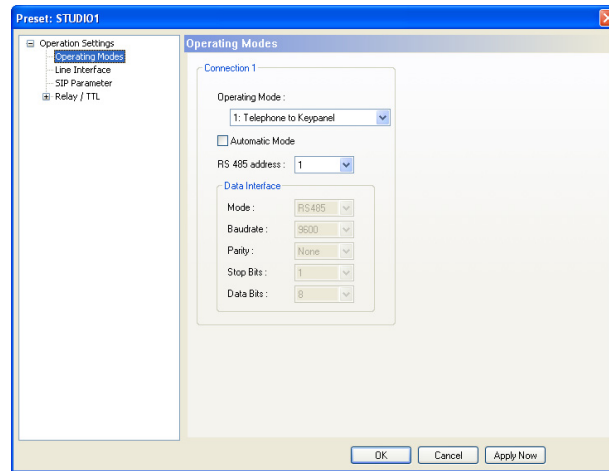 Preset: STUDIO1
Operation Settings
Operating Modes
Line Interface
SIP Parameter
Relay / TTL
Operating Modes
Connection 1
Operating Mode :
1: Telephone to Keypanel
Automatic Mode
RS 485 address : 1
Data Interface
Mode : RS485
Baudrate : 9600
Parity : None
Stop Bits : 1
Data Bits : 8
OK Cancel Apply Now